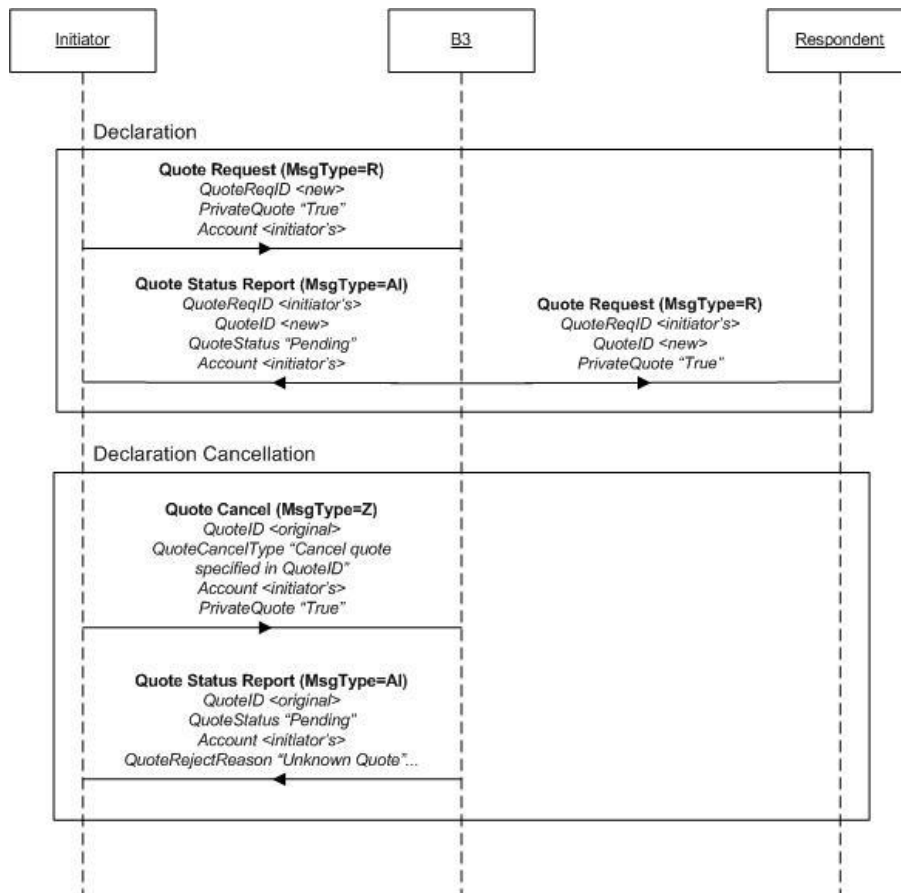 Initiator
B3
Respondent
Declaration
Quote Request (MsgType=R)
QuoteReqID <new>
PrivateQuote “True”
Account <initiator's>
Quote Status Report (MsgType=AI)
QuoteReqID <initiator's>
QuoteID <new>
QuoteStatus “Pending”
Account <initiator's>
Quote Request (MsgType=R)
QuoteReqID <initiator's>
QuoteID <new>
PrivateQuote “True”
Declaration Cancellation
Quote Cancel (MsgType=Z)
QuoteID <original>
QuoteCancelType “Cancel quote
specified in QuoteID”
Account <initiator's>
PrivateQuote “True”
Quote Status Report (MsgType=AI)
QuoteID <original>
QuoteStatus “Pending”
Account <initiator's>
QuoteRejectReason “Unknown Quote”...